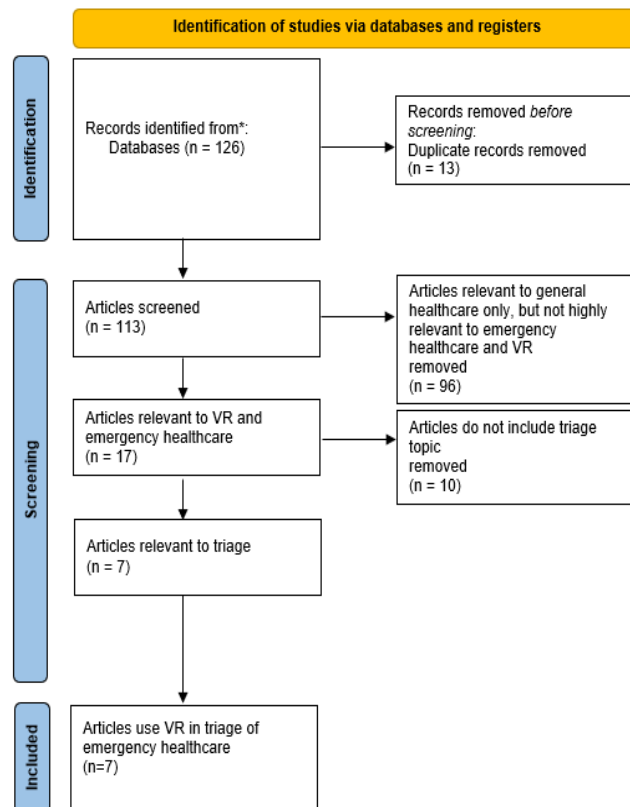 Identification of studies via databases and registers
Identification
Records identified from*:
Databases (n = 126)
Records removed before
screening:
Duplicate records removed
(n = 13)
Screening
Articles screened
(n = 113)
Articles relevant to general
healthcare only, but not highly
relevant to emergency
healthcare and VR
removed
(n = 96)
Articles relevant to VR and
emergency healthcare
(n = 17)
Articles do not include triage
topic
removed
(n = 10)
Articles relevant to triage
(n = 7)
Included
Articles use VR in triage of
emergency healthcare
(n=7)